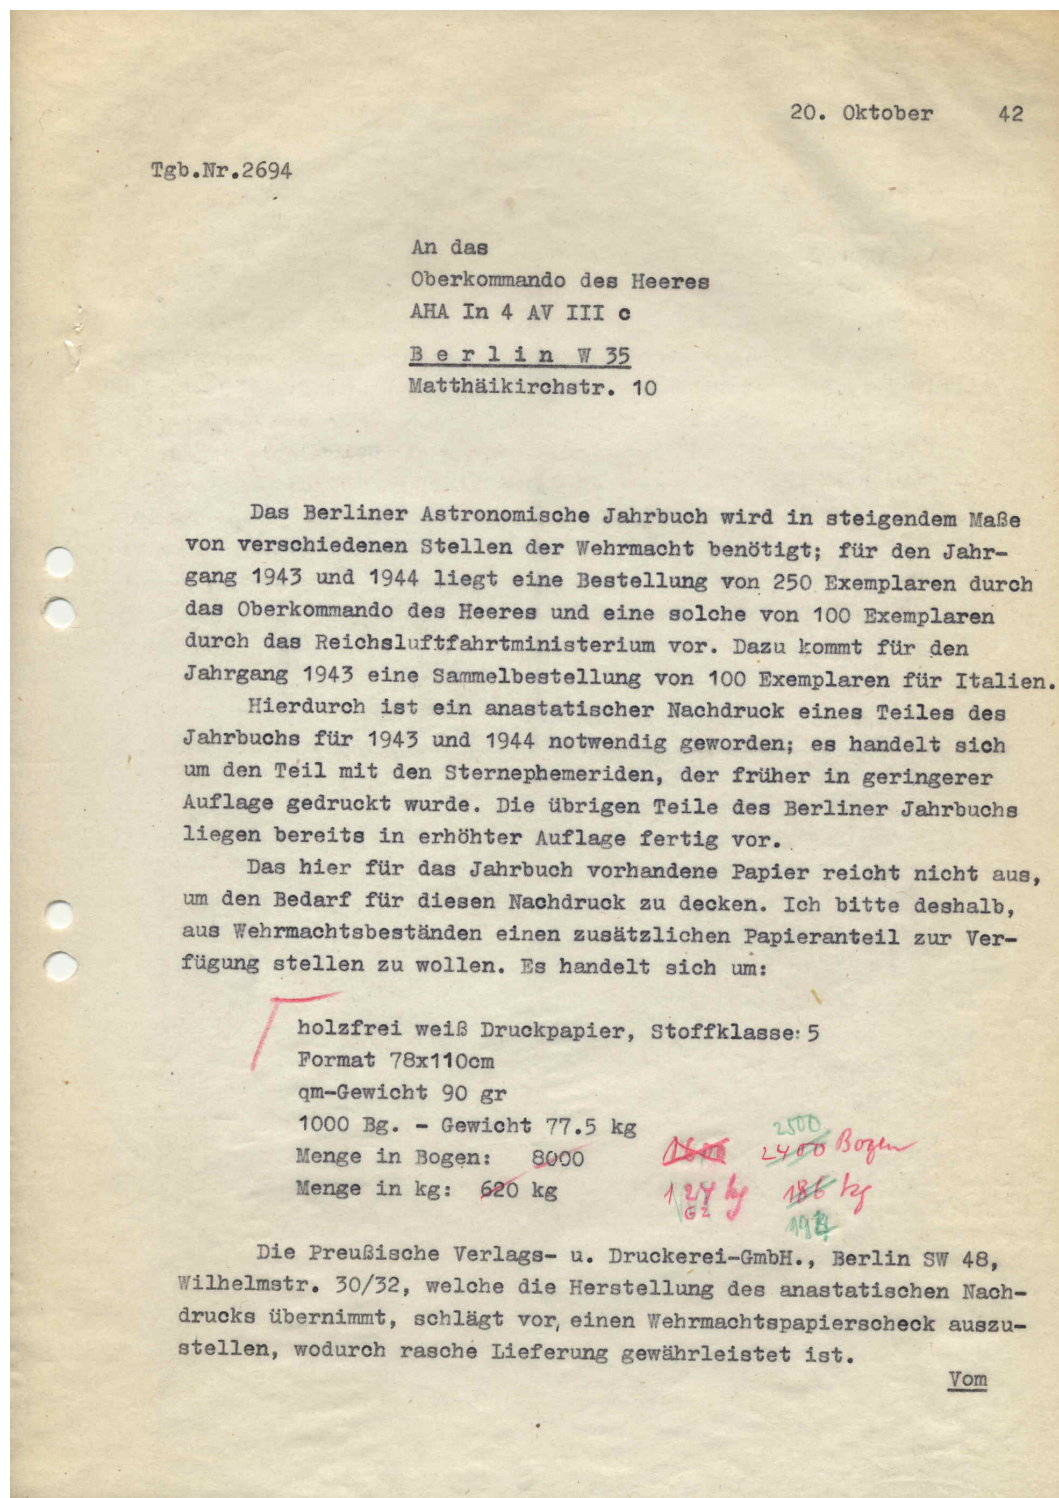 20. Oktober 42
Tgb.Nr.2694
An das
Oberkommando des Heeres
AHA In 4 AV III c
Berlin W 35
Matthäikirchstr. 10
Das Berliner Astronomische Jahrbuch wird in steigendem Maße
von verschiedenen Stellen der Wehrmacht benötigt; für den Jahr-
gang 1943 und 1944 liegt eine Bestellung von 250 Exemplaren durch
das Oberkommando des Heeres und eine solche von 100 Exemplaren
durch das Reichsluftfahrtministerium vor. Dazu kommt für den
Jahrgang 1943 eine Sammelbestellung von 100 Exemplaren für Italien.
Hierdurch ist ein anastatischer Nachdruck eines Teiles des
Jahrbuchs für 1943 und 1944 notwendig geworden; es handelt sich
um den Teil mit den Sternephemeriden, der früher in geringerer
Auflage gedruckt wurde. Die übrigen Teile des Berliner Jahrbuchs
liegen bereits in erhöhter Auflage fertig vor.
Das hier für das Jahrbuch vorhandene Papier reicht nicht aus,
um den Bedarf für diesen Nachdruck zu decken. Ich bitte deshalb,
aus Wehrmachtsbeständen einen zusätzlichen Papieranteil zur Ver-
fügung stellen zu wollen. Es handelt sich um:
holzfrei weiß Druckpapier, Stoffklasse: 5
Format 78x110cm
qm-Gewicht 90 gr
1000 Bg. - Gewicht 77.5 kg
2500
Menge in Bogen: 8000 2400 Bogen
Menge in kg: 620 kg 124 kg 186 kg
62
Die Preußische Verlags- u. Druckerei-GmbH., Berlin SW 48,
Wilhelmstr. 30/32, welche die Herstellung des anastatischen Nach-
drucks übernimmt, schlägt vor, einen Wehrmachtspapierscheck auszu-
stellen, wodurch rasche Lieferung gewährleistet ist.
Vom